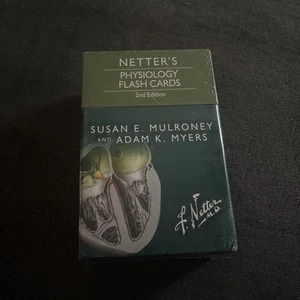 NETTER'S
PHYSIOLOGY
FLASH CARDS
2nd Edition
SUSAN E. MULRONEY
AND ADAM K. MYERS
F. Netter
M.D.